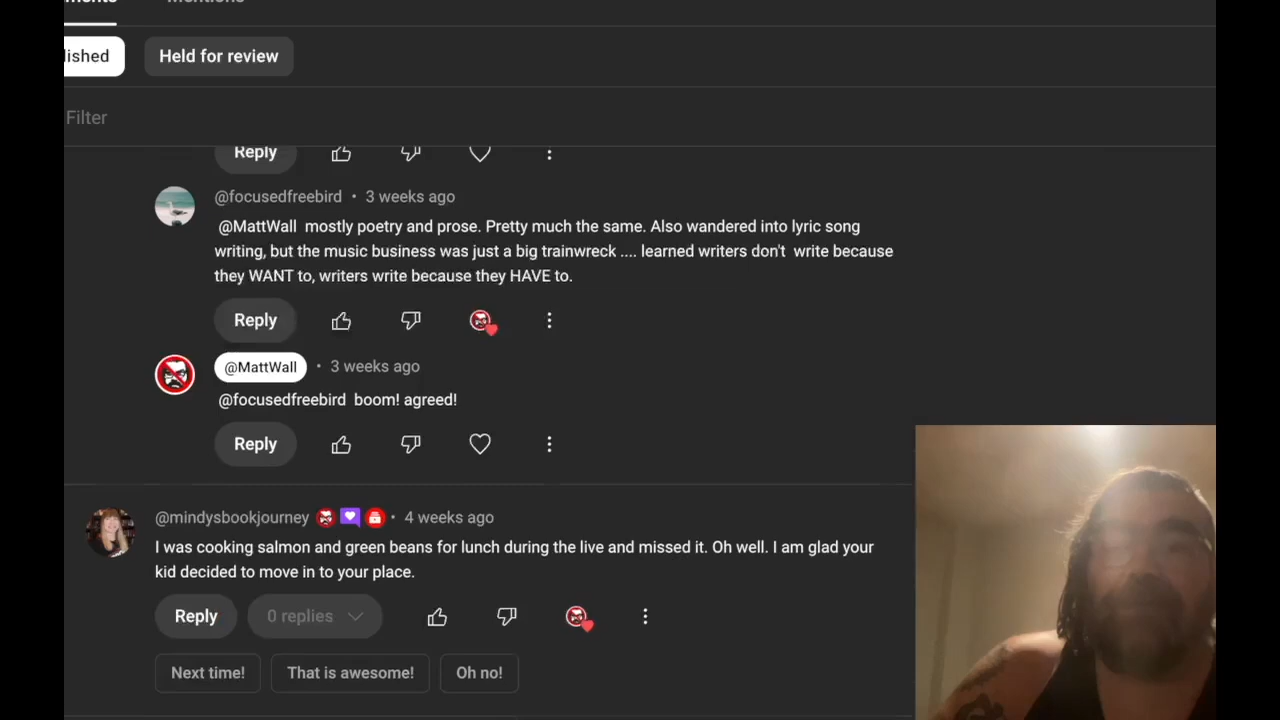 Mentions
lished
Held for review
Filter
Reply
@focusedfreebird • 3 weeks ago
@MattWall mostly poetry and prose. Pretty much the same. Also wandered into lyric song
writing, but the music business was just a big trainwreck .... learned writers don't write because
they WANT to, writers write because they HAVE to.
Reply
@MattWall • 3 weeks ago
@focusedfreebird boom! agreed!
Reply
@mindysbookjourney • 4 weeks ago
I was cooking salmon and green beans for lunch during the live and missed it. Oh well. I am glad your
kid decided to move in to your place.
Reply 0 replies
Next time! That is awesome! Oh no!